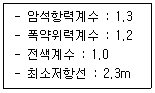 - 암석항력계수 : 1.3
- 폭약위력계수 : 1.2
- 전색계수 : 1.0
- 최소저항선 : 2.3m